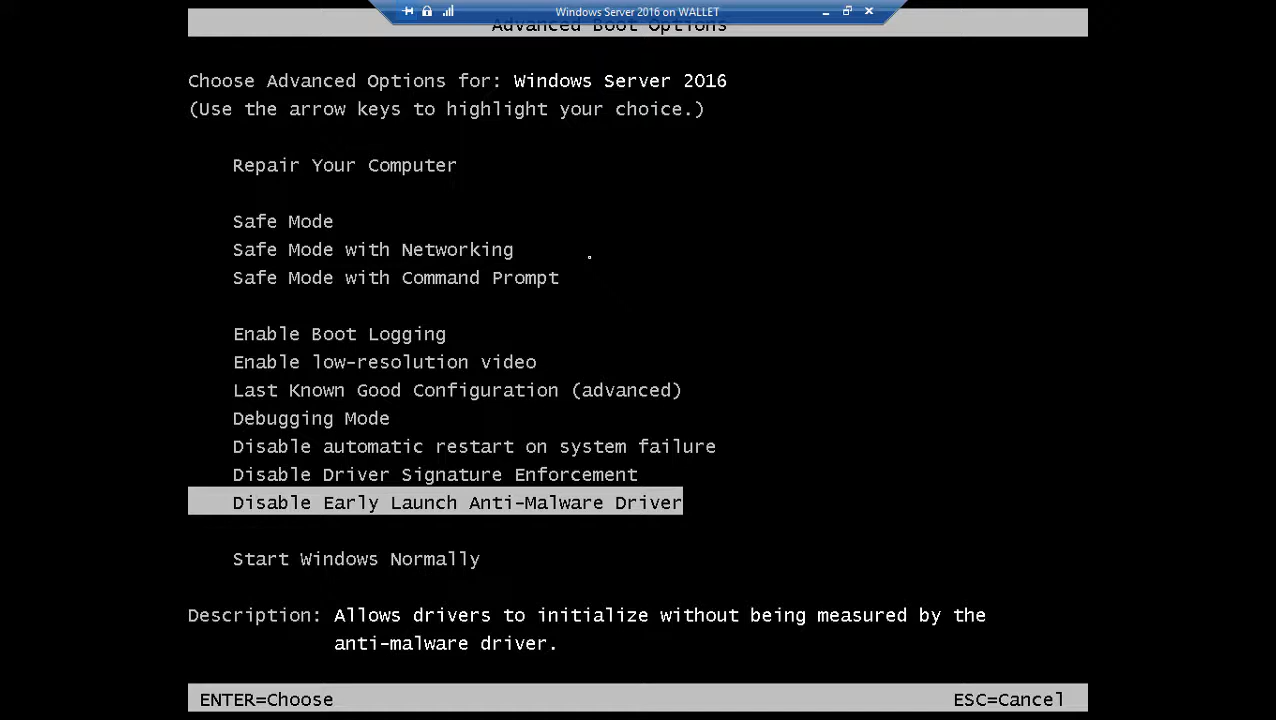 Windows Server 2016 on WALLET
Advanced Boot Options
Choose Advanced Options for: Windows Server 2016
(Use the arrow keys to highlight your choice.)
Repair Your Computer
Safe Mode
Safe Mode with Networking
Safe Mode with Command Prompt
Enable Boot Logging
Enable low-resolution video
Last Known Good Configuration (advanced)
Debugging Mode
Disable automatic restart on system failure
Disable Driver Signature Enforcement
Disable Early Launch Anti-Malware Driver
Start Windows Normally
Description: Allows drivers to initialize without being measured by the
anti-malware driver.
ENTER=Choose ESC=Cancel